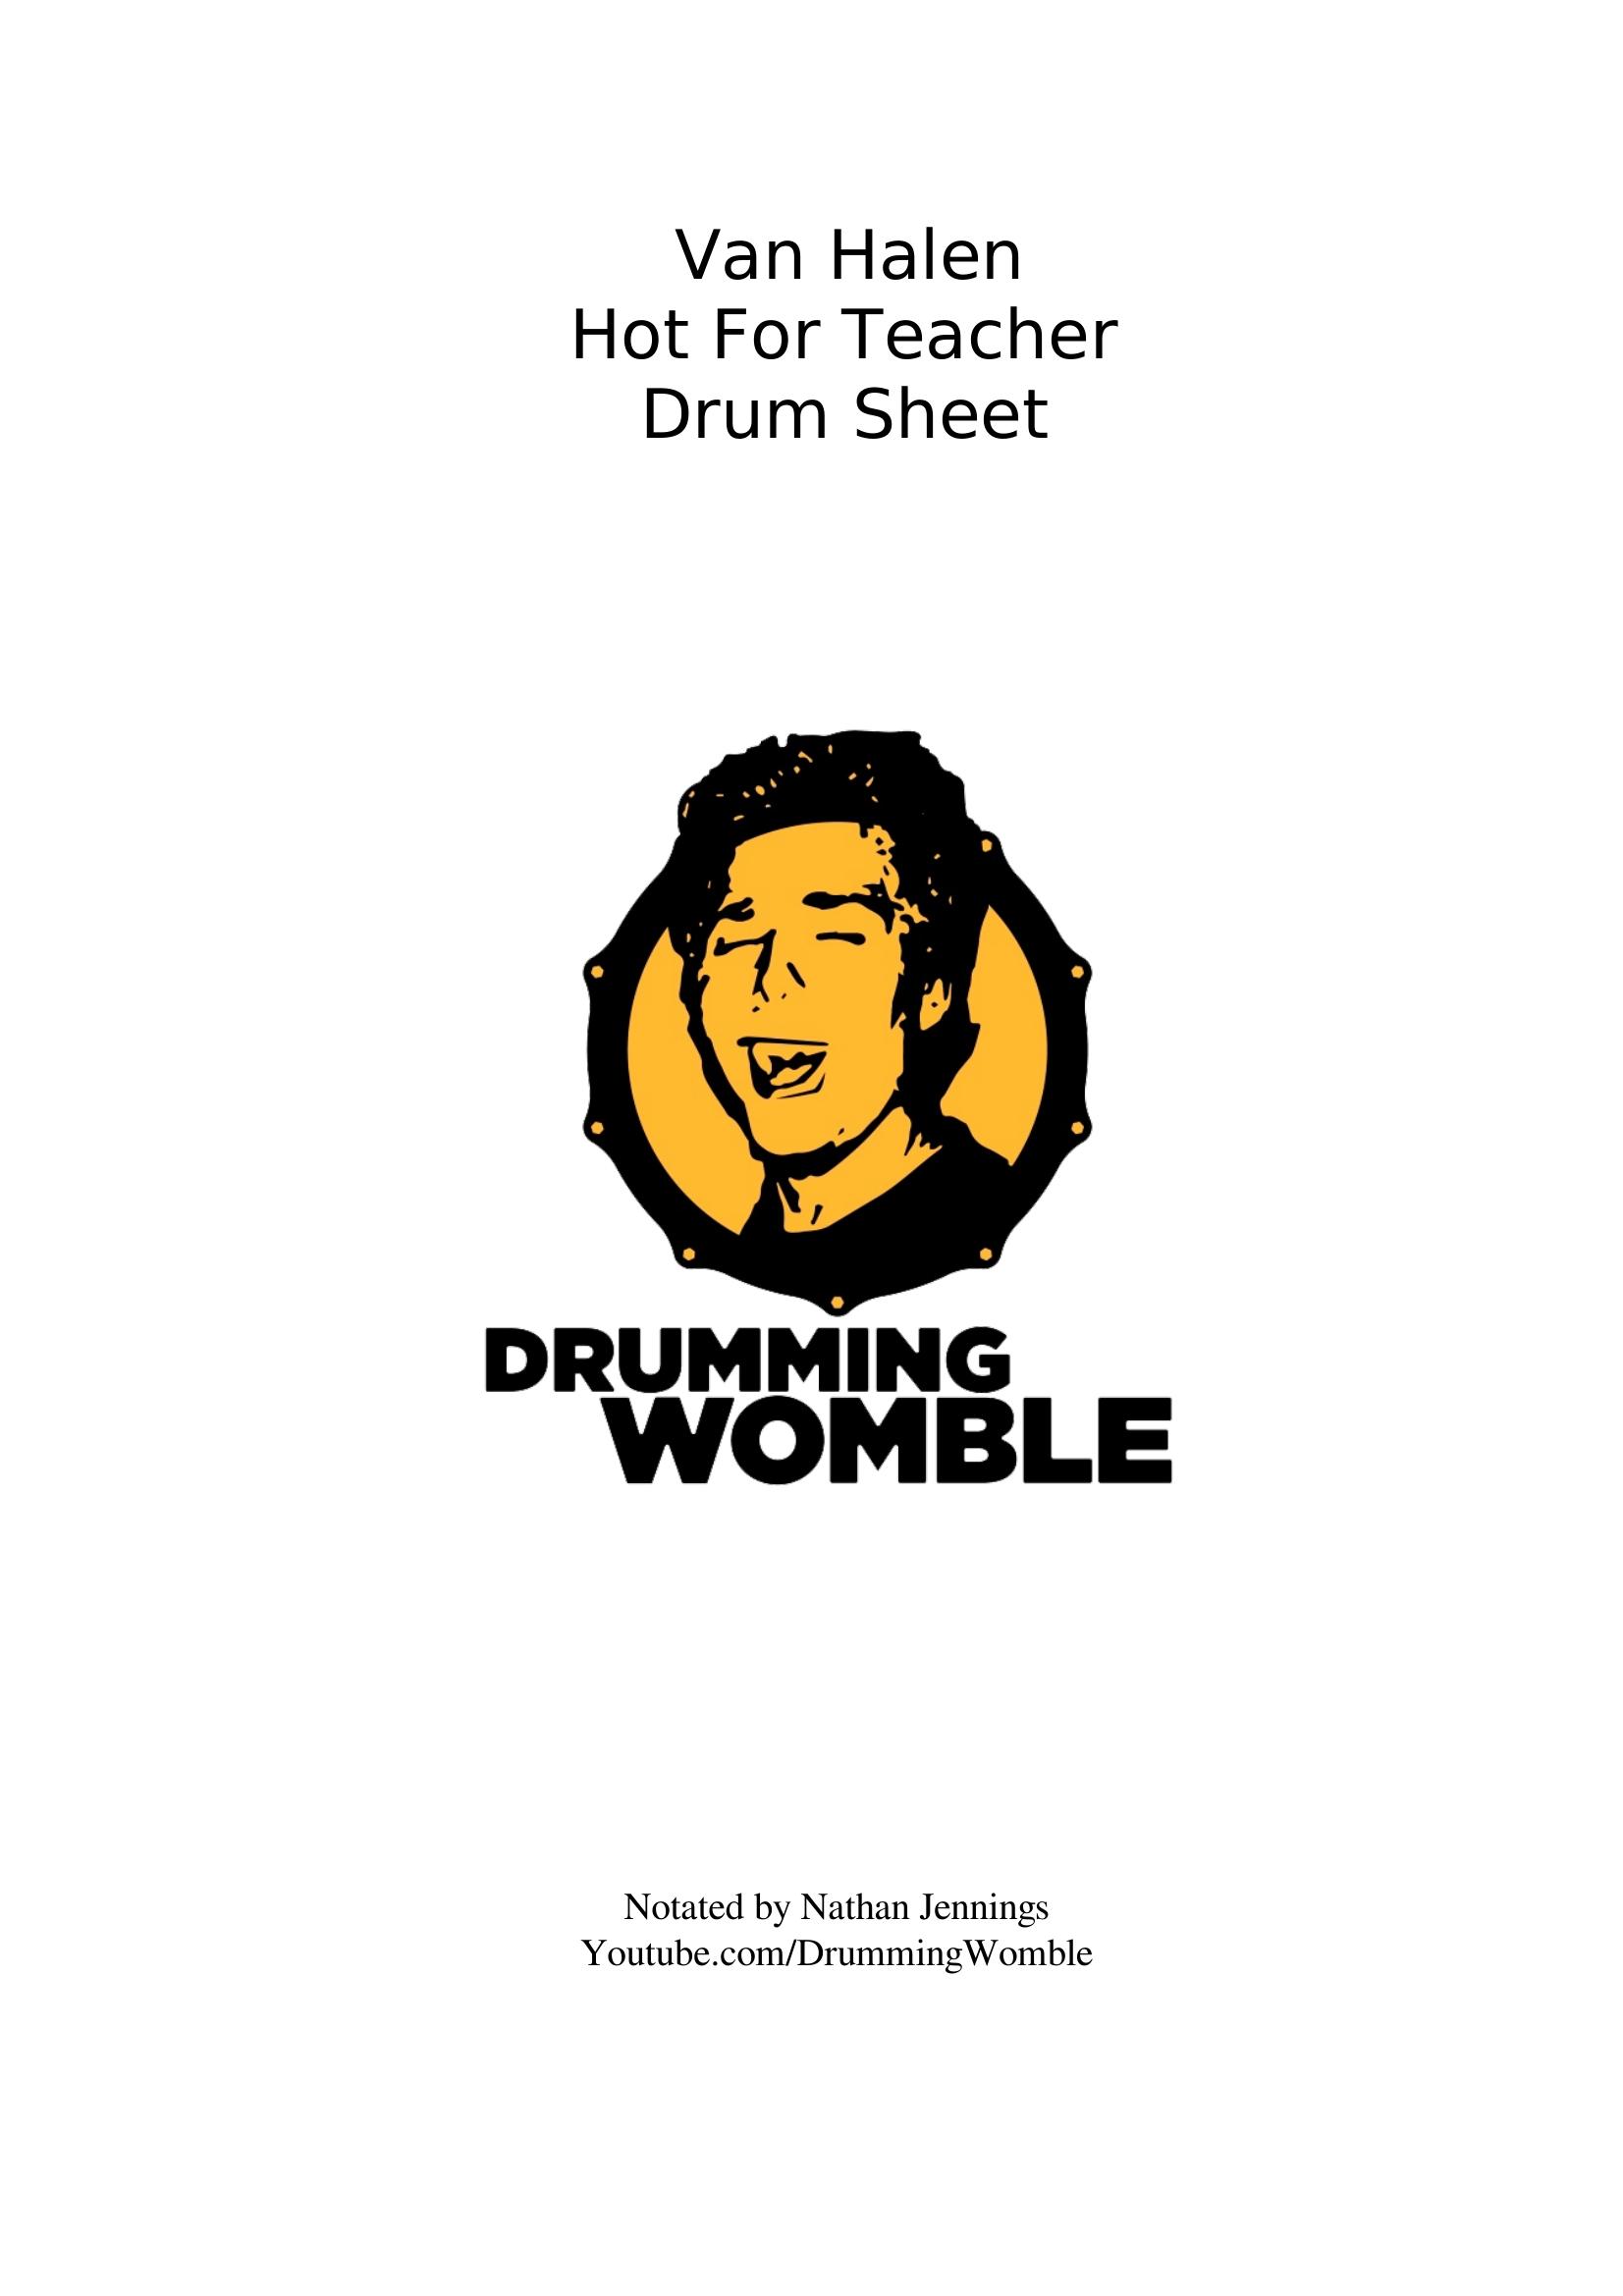 Van Halen
Hot For Teacher
Drum Sheet
DRUMMING
WOMBLE
Notated by Nathan Jennings
Youtube.com/DrummingWomble